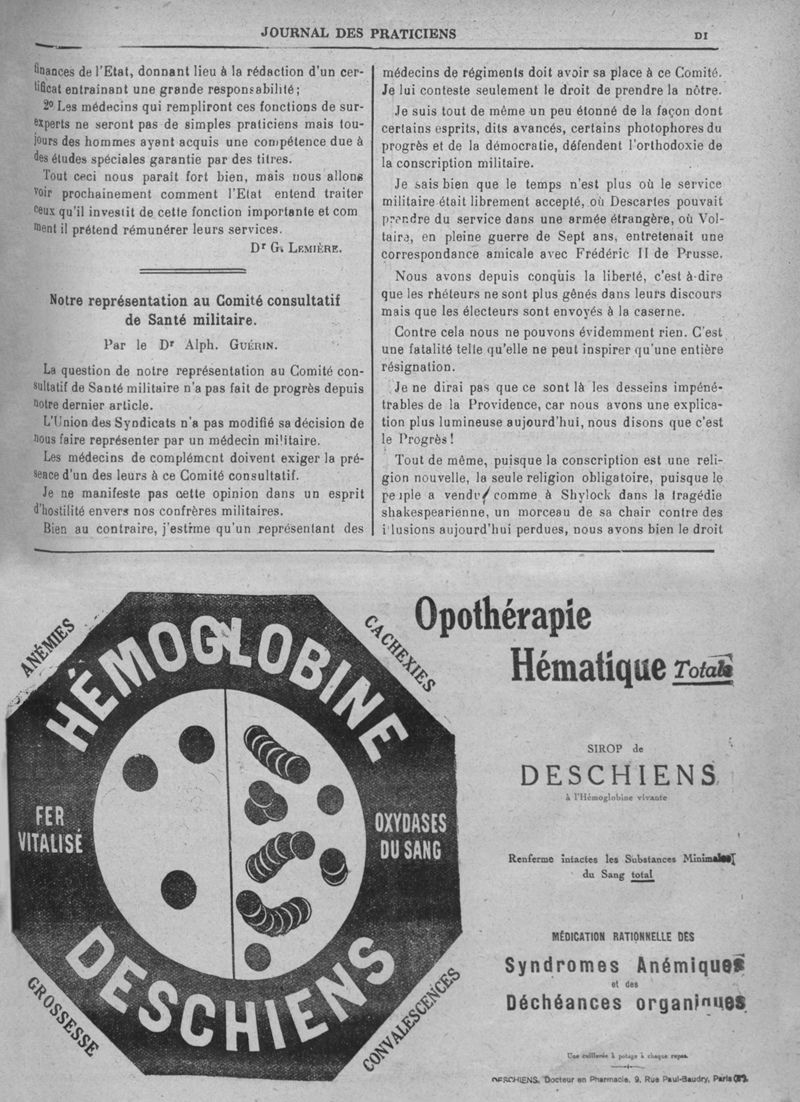 JOURNAL DES PRATICIENS
DI
finances de l'Etat, donnant lieu à la rédaction d'un cer-
tificat entrainant une grande responsabilité;
2º Les médecins qui rempliront ces fonctions de sur-
experts ne seront pas de simples praticiens mais tou-
jours des hommes ayant acquis une compétence due à
des études spéciales garantie par des titres.
Tout ceci nous paraît fort bien, mais nous allons
voir prochainement comment l'Etat entend traiter
ceux qu'il investit de cette fonction importante et com
ment il prétend rémunérer leurs services.
Dr G. LEMIÈRE.
Notre représentation au Comité consultatif
de Santé militaire.
Par le Dr Alph. GUÉRIN.
La question de notre représentation au Comité con-
sultatif de Santé militaire n'a pas fait de progrès depuis
notre dernier article.
L'Union des Syndicats n'a pas modifié sa décision de
nous faire représenter par un médecin militaire.
Les médecins de complément doivent exiger la pré-
sence d'un des leurs à ce Comité consultatif.
Je ne manifeste pas cette opinion dans un esprit
d'hostilité envers nos confrères militaires.
Bien au contraire, j'estime qu'un représentant des
médecins de régiments doit avoir sa place à ce Comité.
Je lui conteste seulement le droit de prendre la nôtre.
Je suis tout de même un peu étonné de la façon dont
certains esprits, dits avancés, certains photophores du
progrès et de la démocratie, défendent l'orthodoxie de
la conscription militaire.
Je sais bien que le temps n'est plus où le service
militaire était librement accepté, où Descartes pouvait
prendre du service dans une armée étrangère, où Vol-
taire, en pleine guerre de Sept ans, entretenait une
correspondance amicale avec Frédéric II de Prusse.
Nous avons depuis conquis la liberté, c'est à-dire
que les rhéteurs ne sont plus gênés dans leurs discours
mais que les électeurs sont envoyés à la caserne.
Contre cela nous ne pouvons évidemment rien. C'est
une fatalité telle qu'elle ne peut inspirer qu'une entière
résignation.
Je ne dirai pas que ce sont là les desseins impéné-
trables de la Providence, car nous avons une explica-
tion plus lumineuse aujourd'hui, nous disons que c'est
le Progrès!
Tout de même, puisque la conscription est une reli-
gion nouvelle, la seule religion obligatoire, puisque le
peuple a vendu comme à Shylock dans la tragédie
shakespearienne, un morceau de sa chair contre des
illusions aujourd'hui perdues, nous avons bien le droit
ANÉMIES
CACHEXIES
HÉMOGLOBINE
FER
VITALISÉ
OXYDASES
DU SANG
DESCHIENS
GROSSESSE
CONVALESCENCES
Opothérapie
Hématique Totale
SIROP de
DESCHIENS
à l'Hémoglobine vivante
Renferme intactes les Substances Minimales
du Sang total
MÉDICATION RATIONNELLE DES
Syndromes Anémiques
et des
Déchéances organiques
Une cuillerée à potage à chaque repas.
DESCHIENS, Docteur en Pharmacie, 9, Rue Paul-Baudry, Paris (8e).